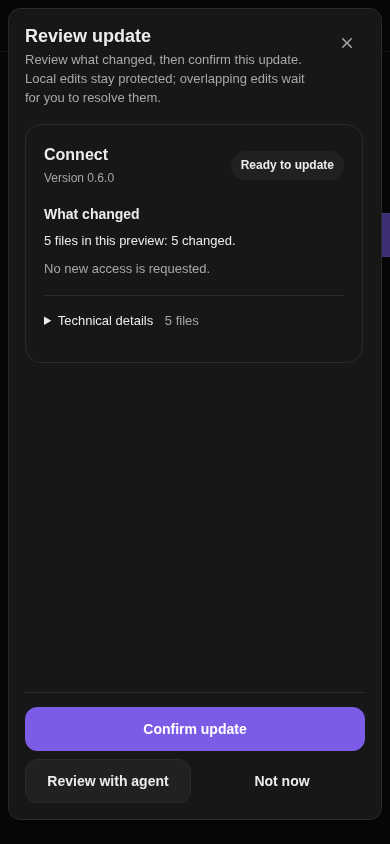 Review update
Review what changed, then confirm this update.
Local edits stay protected; overlapping edits wait
for you to resolve them.
Connect
Version 0.6.0
Ready to update
What changed
5 files in this preview: 5 changed.
No new access is requested.
Technical details 5 files
Confirm update
Review with agent
Not now